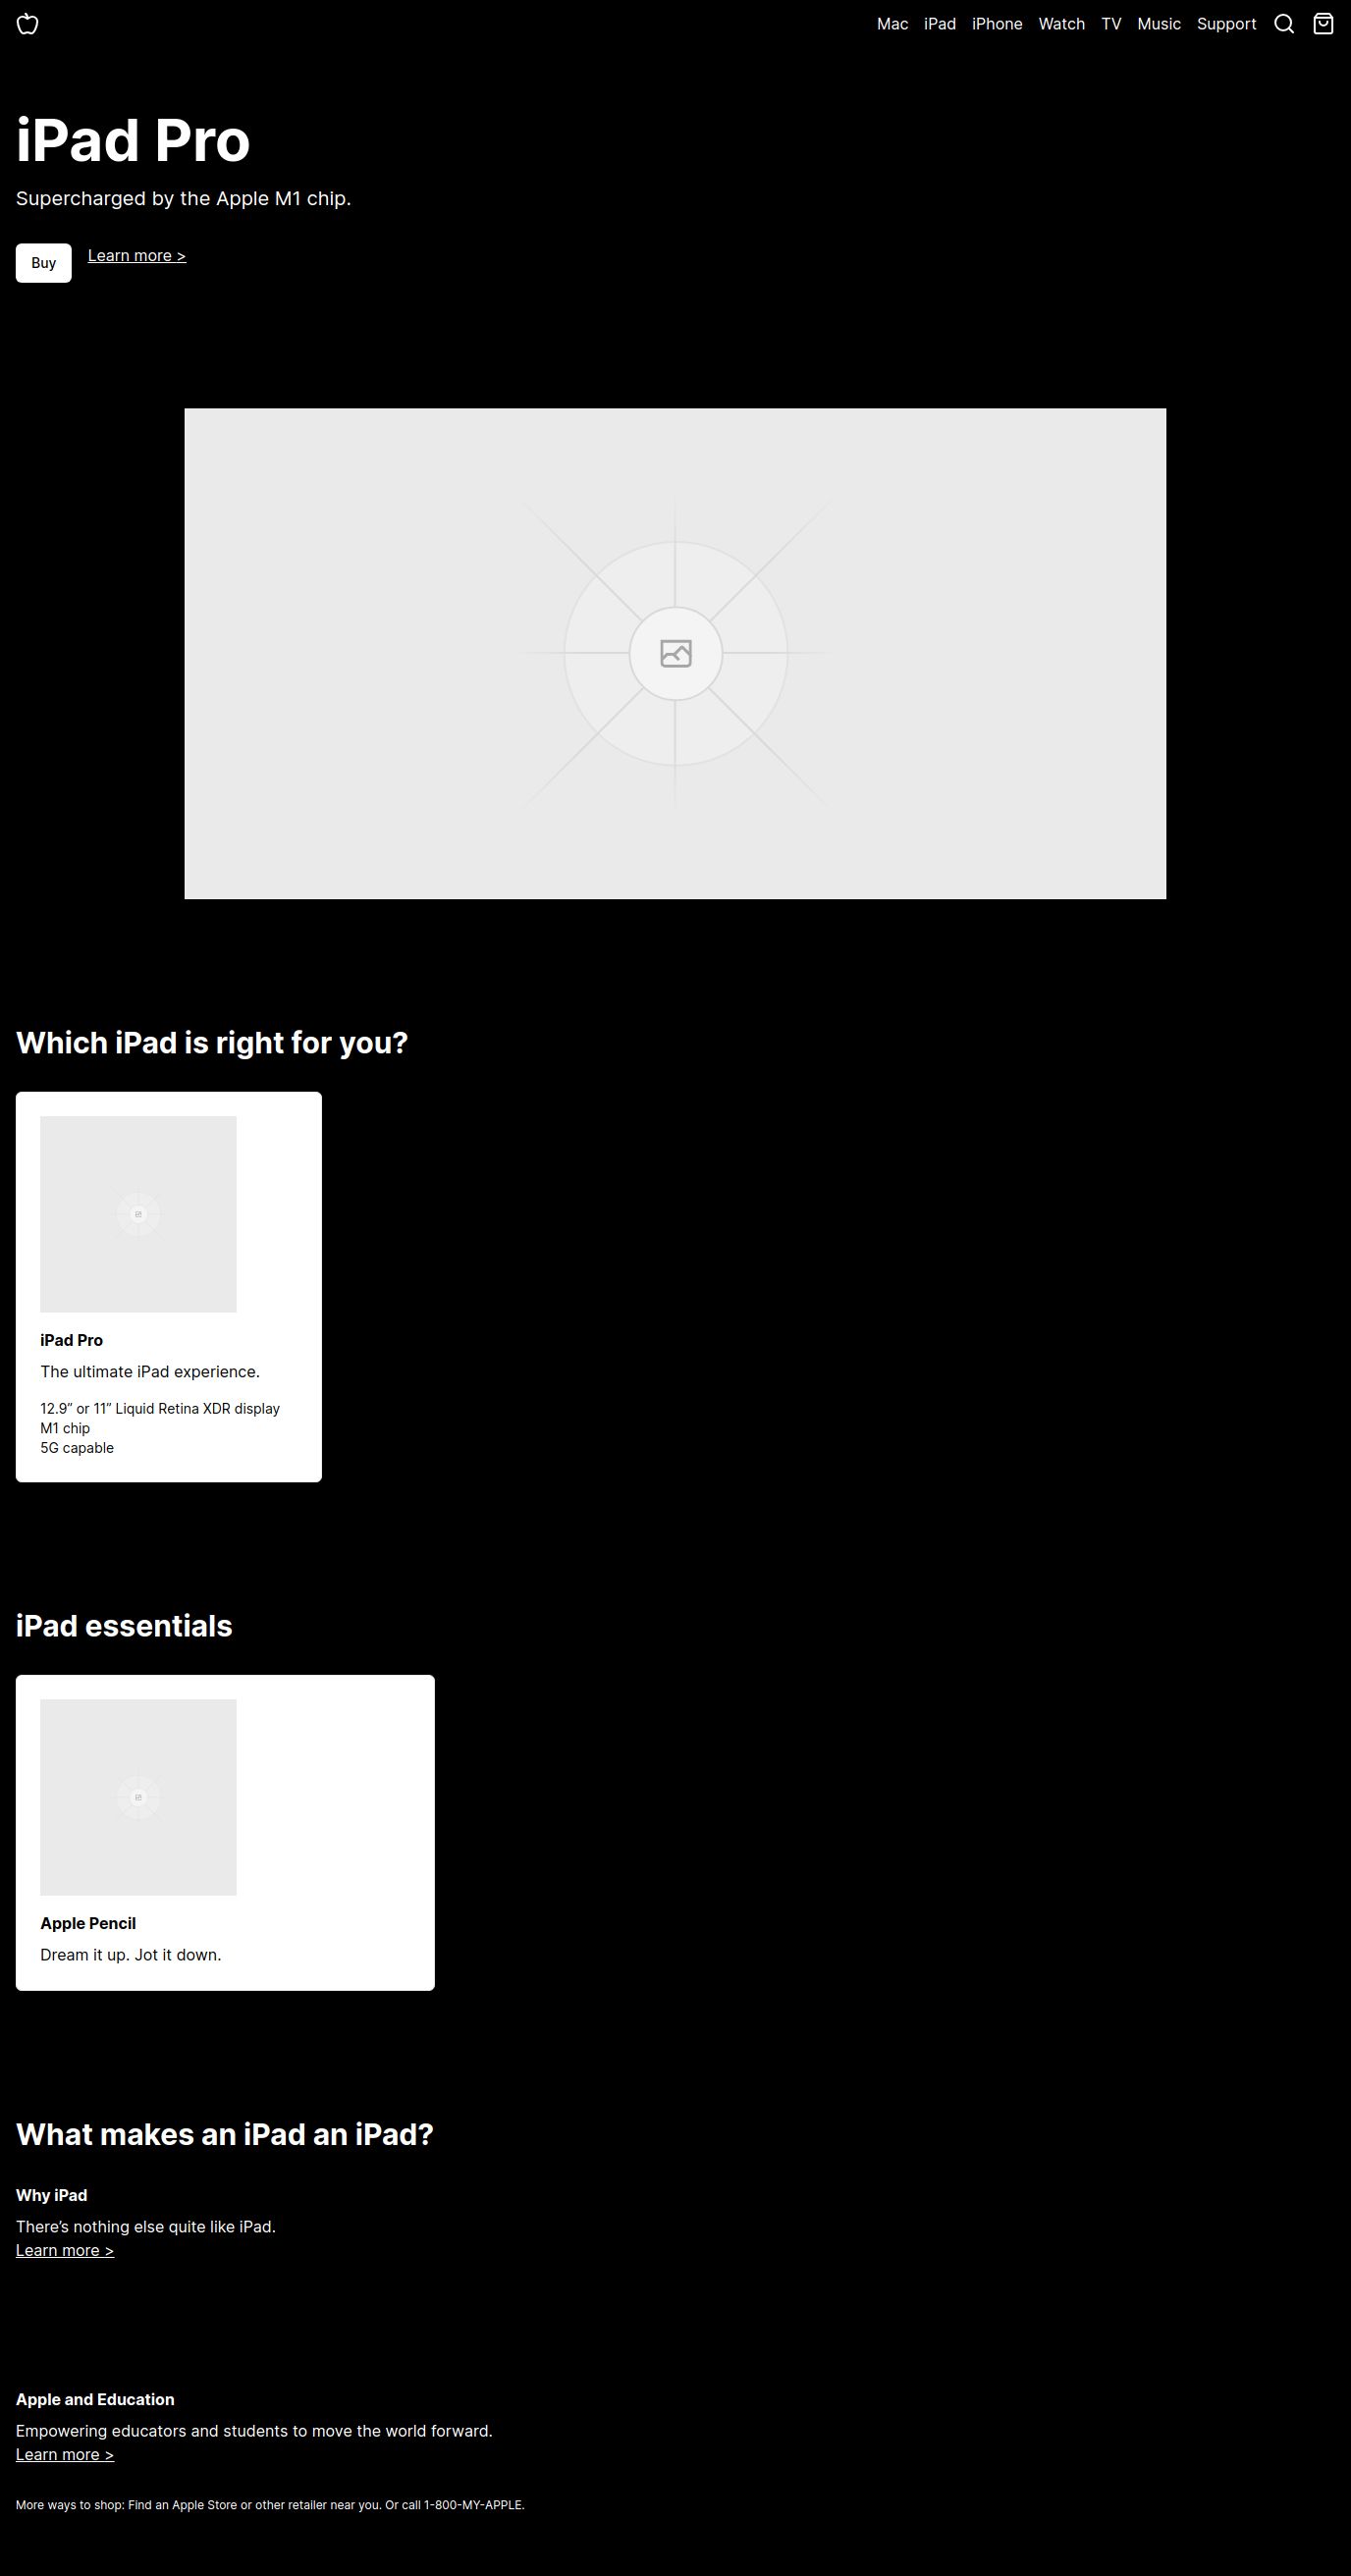 Mac iPad iPhone Watch TV Music Support
iPad Pro
Supercharged by the Apple M1 chip.
Buy Learn more >
Which iPad is right for you?
iPad Pro
The ultimate iPad experience.
12.9” or 11” Liquid Retina XDR display
M1 chip
5G capable
iPad essentials
Apple Pencil
Dream it up. Jot it down.
What makes an iPad an iPad?
Why iPad
There’s nothing else quite like iPad.
Learn more >
Apple and Education
Empowering educators and students to move the world forward.
Learn more >
More ways to shop: Find an Apple Store or other retailer near you. Or call 1-800-MY-APPLE.